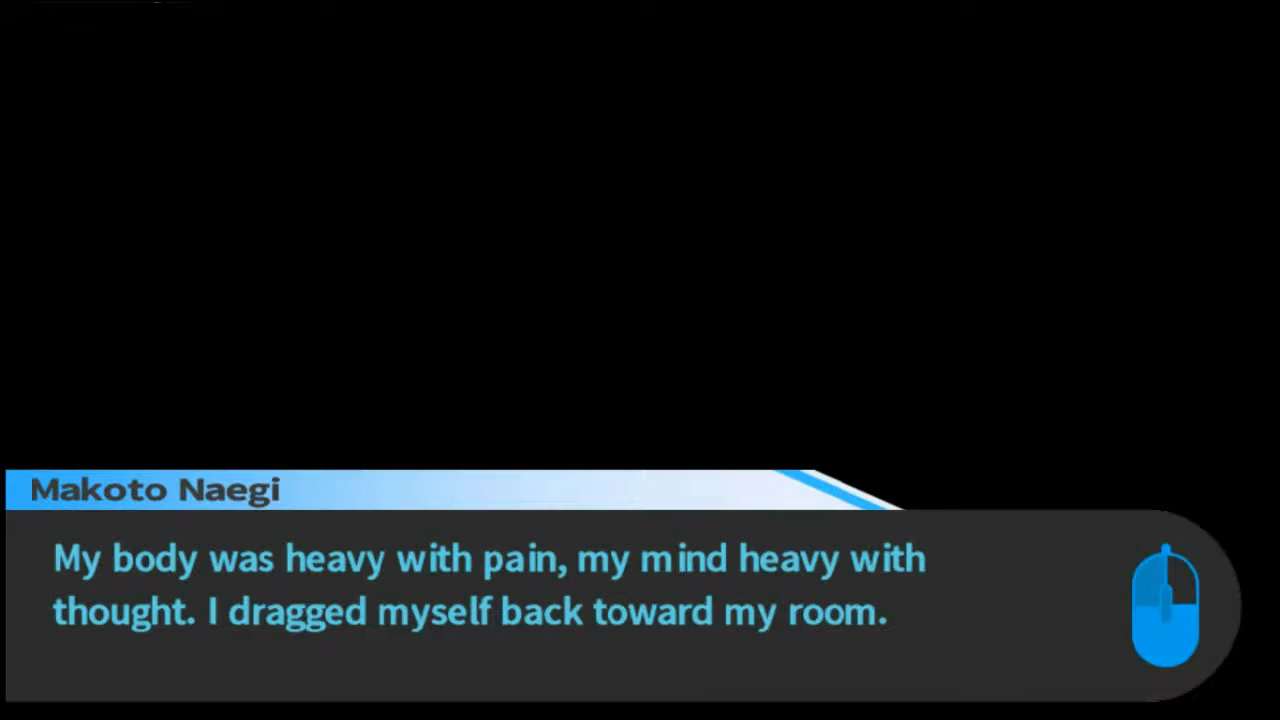 Makoto Naegi
My body was heavy with pain, my mind heavy with
thought. I dragged myself back toward my room.